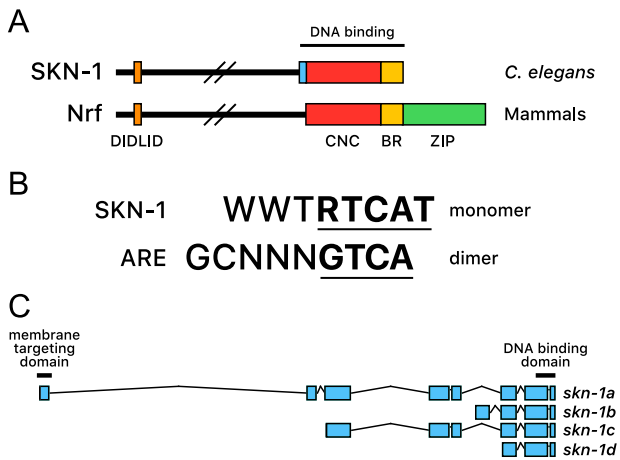 A
DNA binding
SKN-1 C. elegans
Nrf Mammals
DIDLID CNC BR ZIP
B
SKN-1 WWTRTCAT monomer
ARE GCNNNGTCA dimer
C
membrane
targeting
domain
DNA binding
domain
skn-1a
skn-1b
skn-1c
skn-1d